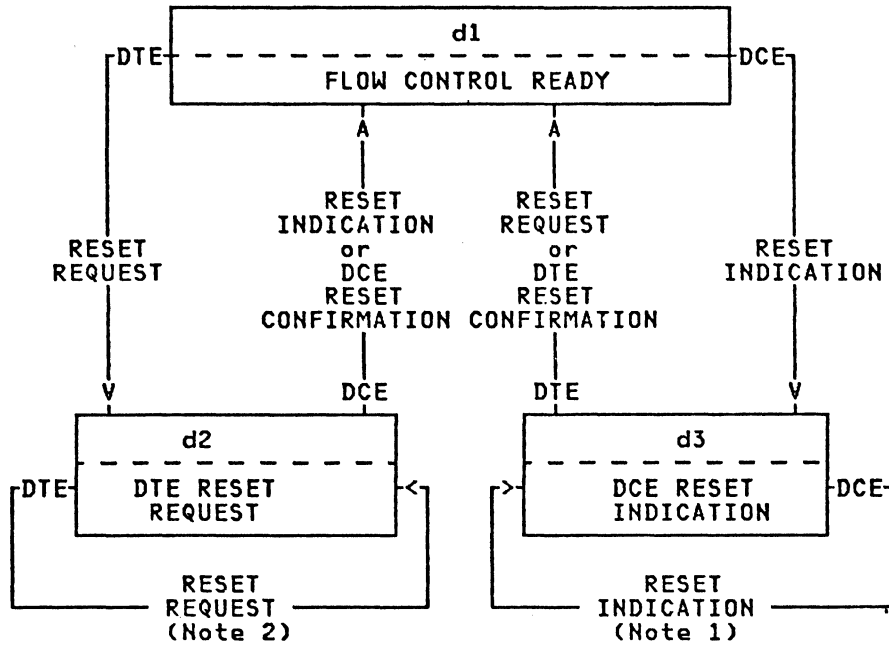 d1
DTE
DCE
FLOW CONTROL READY
RESET
REQUEST
RESET
INDICATION
or
DCE
RESET
CONFIRMATION
RESET
REQUEST
or
DTE
RESET
CONFIRMATION
RESET
INDICATION
DCE
DTE
d2
DTE
DTE RESET
REQUEST
d3
DCE RESET
INDICATION
DCE
RESET
REQUEST
(Note 2)
RESET
INDICATION
(Note 1)